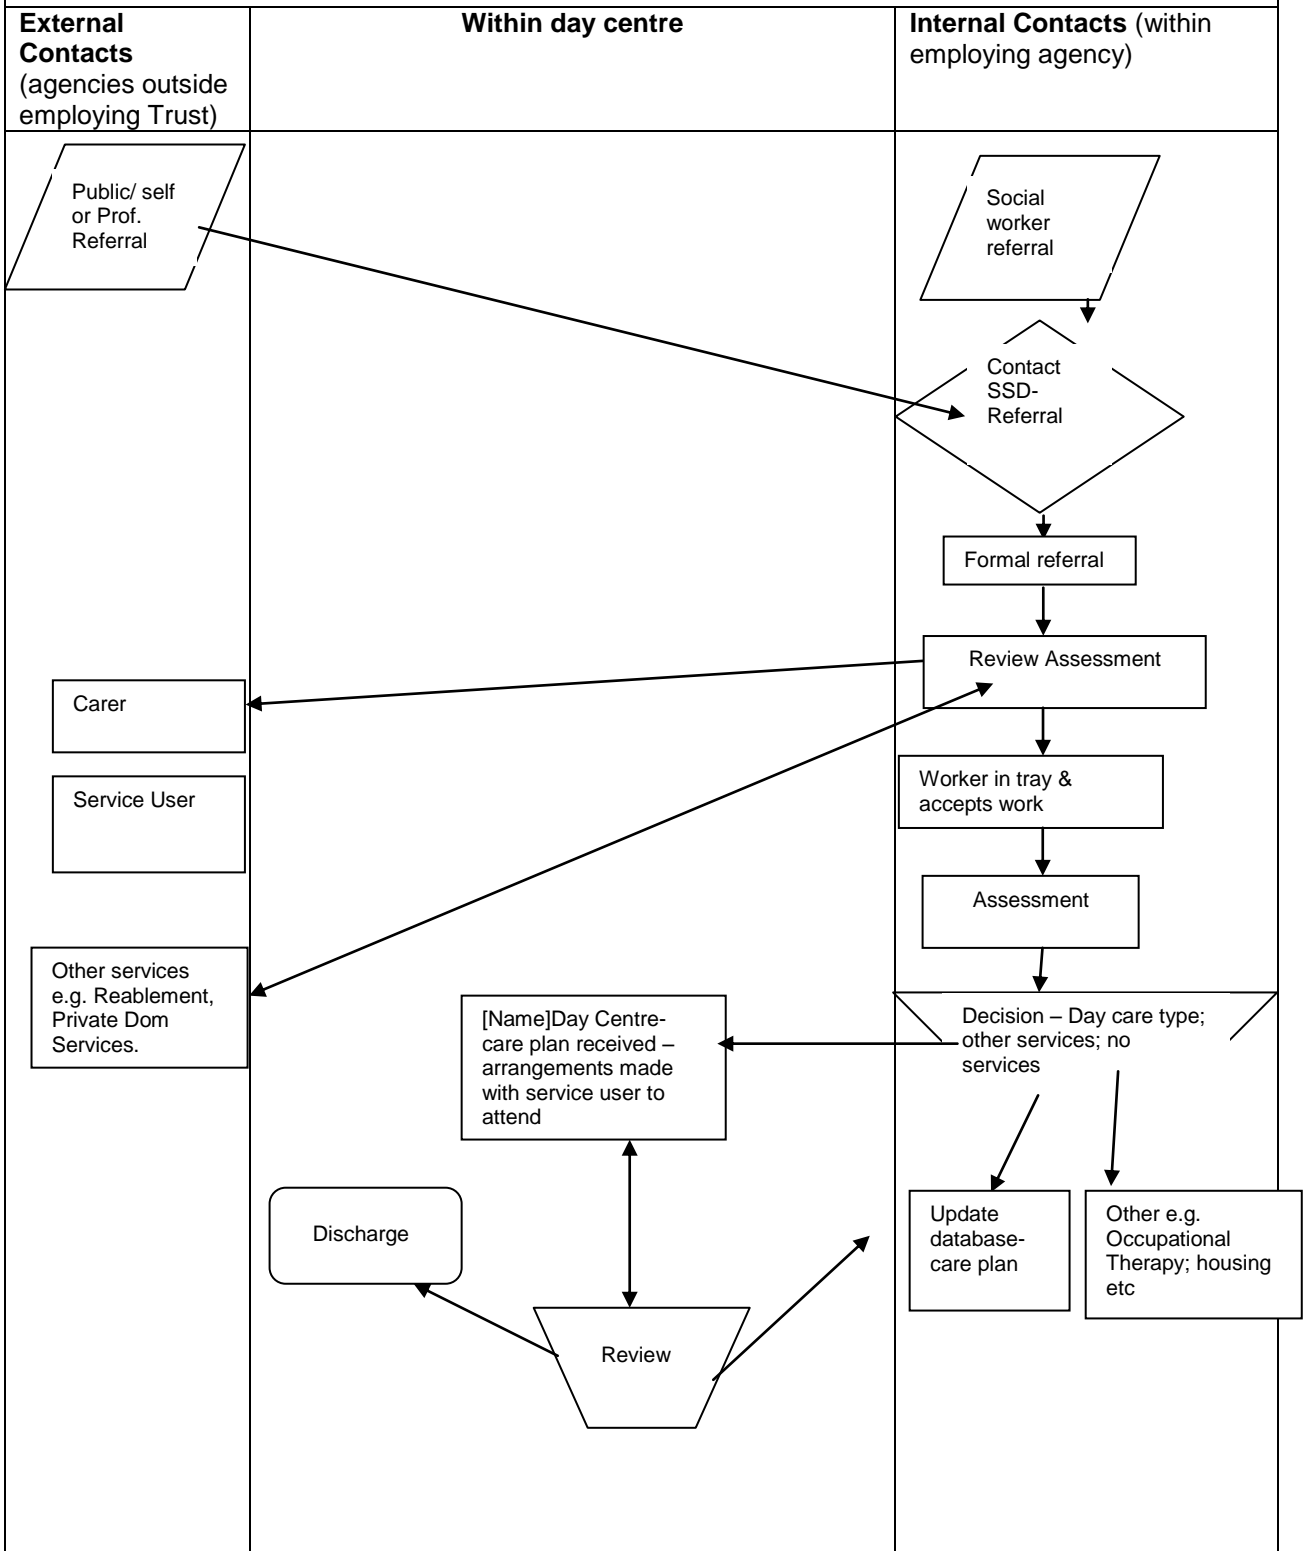 External
Contacts
(agencies outside
employing Trust)
Within day centre
Internal Contacts (within
employing agency)
Public/ self
or Prof.
Referral
Social
worker
referral
Contact
SSD-
Referral
Formal referral
Review Assessment
Carer
Worker in tray &
accepts work
Service User
Assessment
Other services
e.g. Reablement,
Private Dom
Services.
[Name]Day Centre-
care plan received –
arrangements made
with service user to
attend
Decision – Day care type;
other services; no
services
Discharge
Update
database-
care plan
Other e.g.
Occupational
Therapy; housing
etc
Review